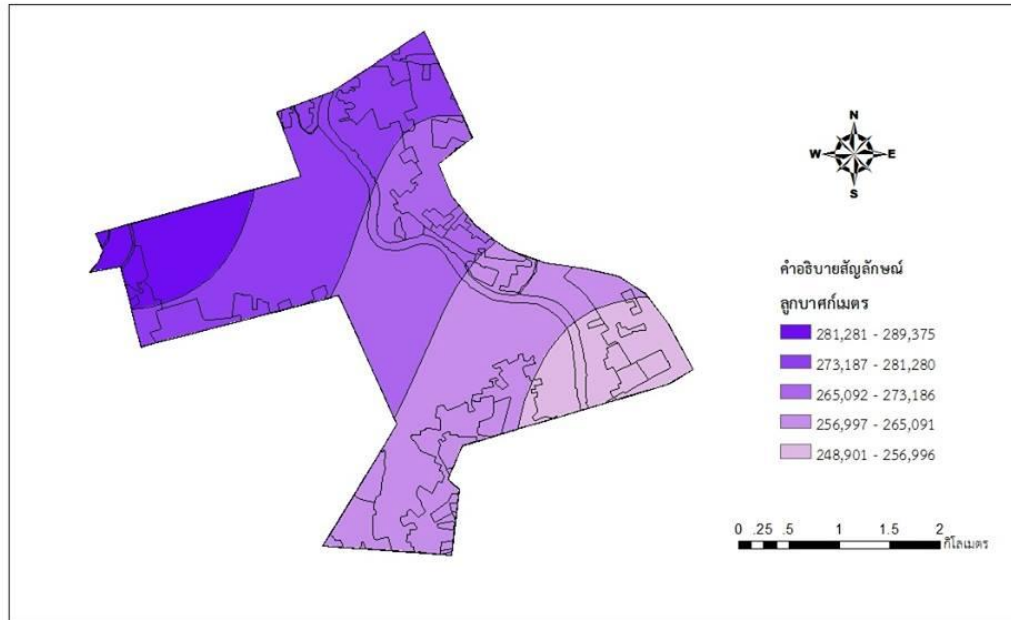 N
W E
S
คำอธิบายสัญลักษณ์
ลูกบาศก์เมตร
281,281 - 289,375
273,187 - 281,280
265,092 - 273,186
256,997 - 265,091
248,901 - 256,996
0 .25 .5 1 1.5 2
กิโลเมตร